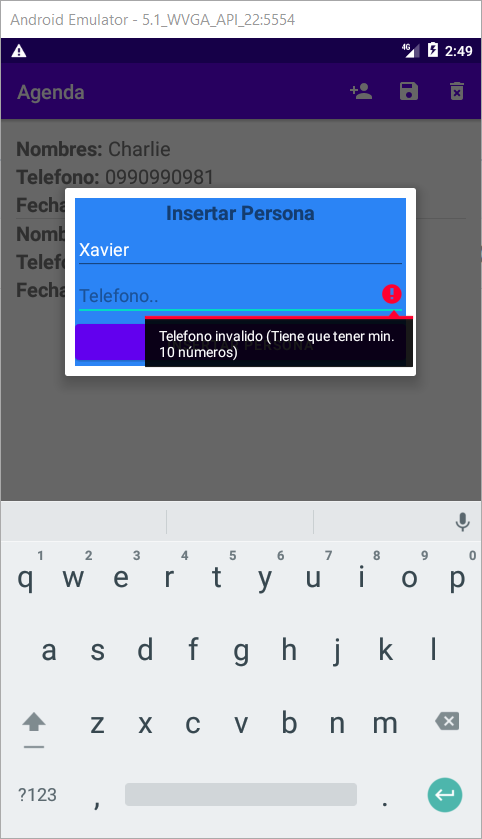 Android Emulator - 5.1_WVGA_API_22:5554
4G 2:49
Agenda
Nombres: Charlie
Telefono: 0990990981
Fecha
Insertar Persona
Nomb
Xavier
Telefo
Telefono..
Fecha
Telefono invalido (Tiene que tener min.
10 números)
PERSONA
1 2 3 4 5 6 7 8 9 0
q w e r t y u i o p
a s d f g h j k l
z x c v b n m
?123 , .